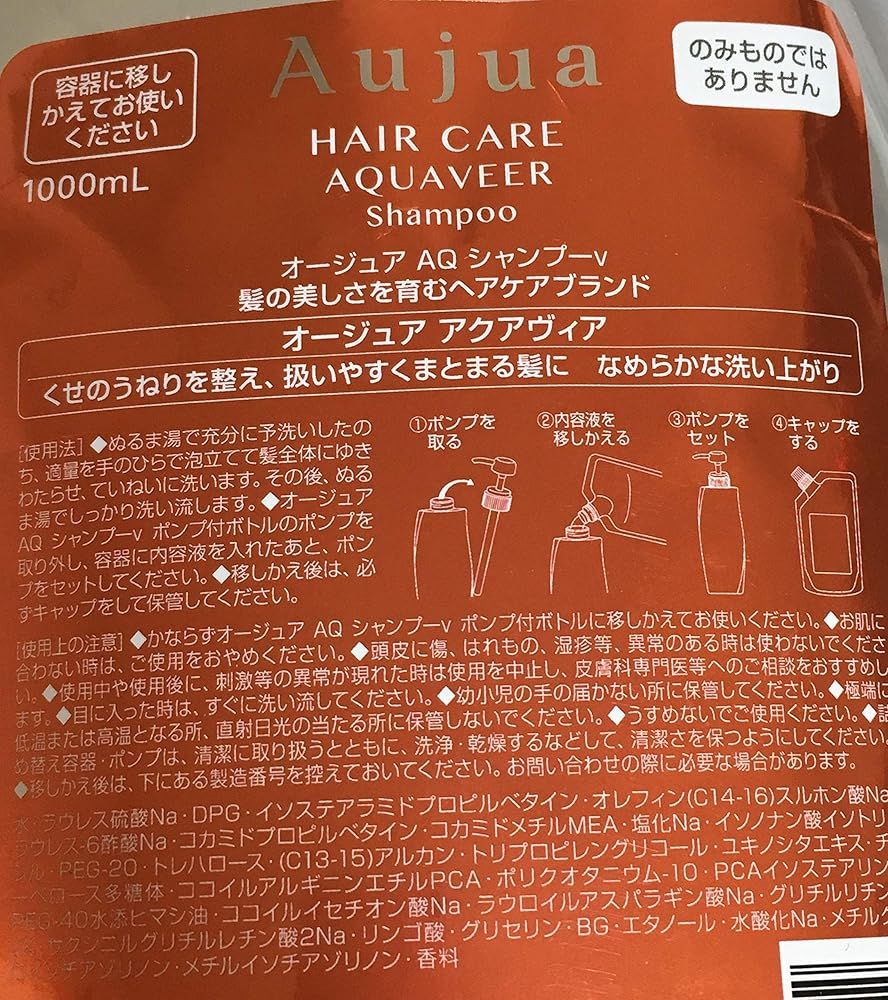 Aujua
容器に移し
かえてお使い
ください
のみものでは
ありません
1000mL
HAIR CARE
AQUAVEER
Shampoo
オージュア AQ シャンプーv
髪の美しさを育むヘアケアブランド
オージュア アクアヴィア
くせのうねりを整え、扱いやすくまとまる髪に なめらかな洗い上がり
[使用法]◆ぬるま湯で充分に予洗いしたの
ち、適量を手のひらで泡立てて髪全体にゆき
わたらせ、ていねいに洗います。その後、ぬる
ま湯でしっかり洗い流します。◆オージュア
AQ シャンプーv ポンプ付ボトルのポンプを
取り外し、容器に内容液を入れたあと、ポン
プをセットしてください。◆移しかえ後は、必
ずキャップをして保管してください。
①ポンプを
取る
②内容液を
移しかえる
③ポンプを
セット
④キャップを
する
[使用上の注意]◆かならずオージュア AQ シャンプーv ポンプ付ボトルに移しかえてお使いください。◆お肌に
合わない時は、ご使用をおやめください。◆頭皮に傷、はれもの、湿疹等、異常のある時は使わないでくださ
い。◆使用中や使用後に、刺激等の異常が現れた時は使用を中止し、皮膚科専門医等へのご相談をおすすめし
ます。◆目に入った時は、すぐに洗い流してください。◆幼小児の手の届かない所に保管してください。◆極端に
低温または高温となる所、直射日光の当たる所に保管しないでください。◆うすめないでご使用ください。◆詰
め替え容器・ポンプは、清潔に取り扱うとともに、洗浄・乾燥するなどして、清潔さを保つようにしてください。
◆移しかえ後は、下にある製造番号を控えておいてください。お問い合わせの際に必要な場合があります。
水・ラウレス硫酸Na・DPG・イソステアラミドプロピルベタイン・オレフィン(C14-16)スルホン酸Na
ラウレス-6酢酸Na・コカミドプロピルベタイン・コカミドメチルMEA・塩化Na・イソノナン酸イソトリ
シル・PEG-20・トレハロース・(C13-15)アルカン・トリプロピレングリコール・ユキノシタエキス・チ
ューベロース多糖体・ココイルアルギニンエチルPCA・ポリクオタニウム-10・PCAイソステアリン
PEG-40水添ヒマシ油・ココイルイセチオン酸Na・ラウロイルアスパラギン酸Na・グリチルリチン
サクシニルグリチルレチン酸2Na・リンゴ酸・グリセリン・BG・エタノール・水酸化Na・メチルク
イソチアゾリノン・メチルイソチアゾリノン・香料